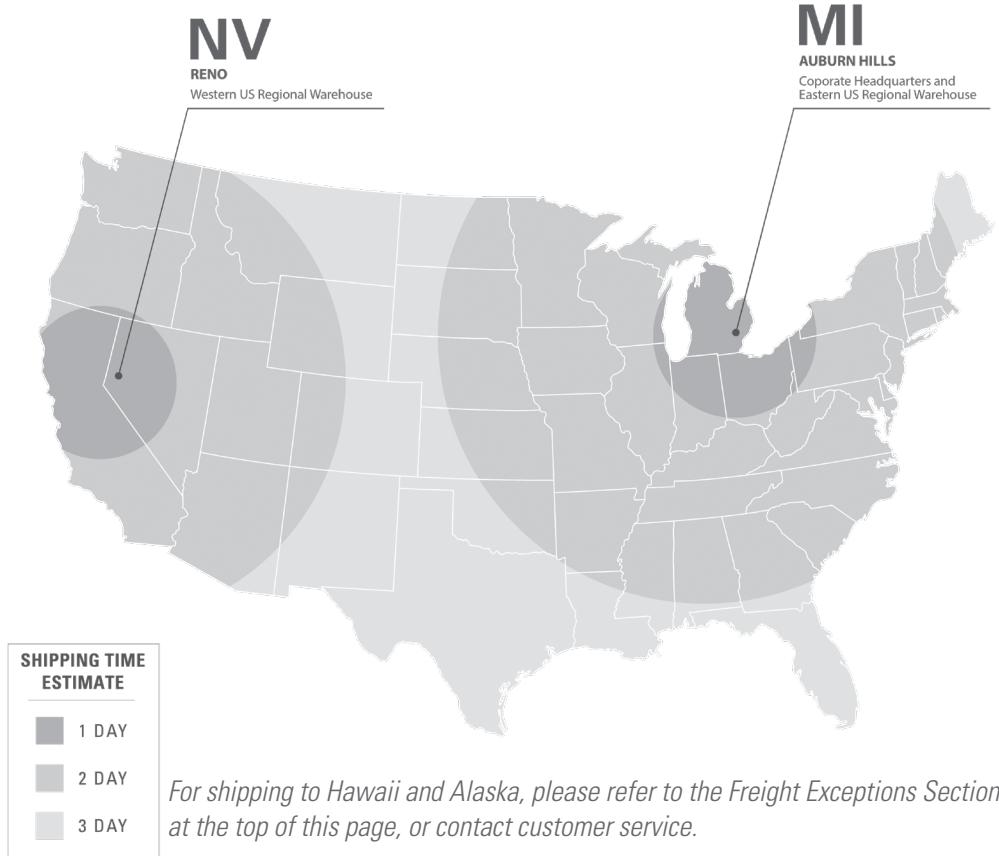 NV
RENO
Western US Regional Warehouse
MI
AUBURN HILLS
Coporate Headquarters and
Eastern US Regional Warehouse
SHIPPING TIME
ESTIMATE
1 DAY
2 DAY
3 DAY
For shipping to Hawaii and Alaska, please refer to the Freight Exceptions Section
at the top of this page, or contact customer service.